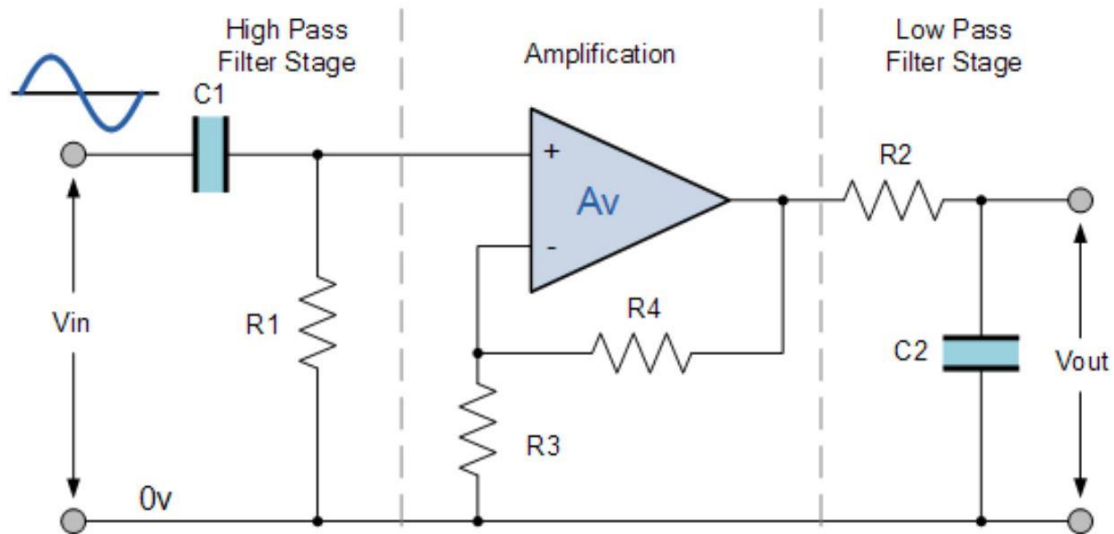 High Pass
Filter Stage
Amplification
Low Pass
Filter Stage
C1
+
Av
-
R2
R1
R4
Vin
C2
Vout
R3
0v